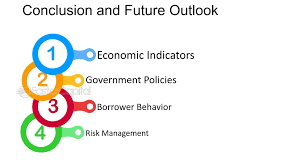 Conclusion and Future Outlook
1 Economic Indicators
2 Government Policies
3 Borrower Behavior
4 Risk Management